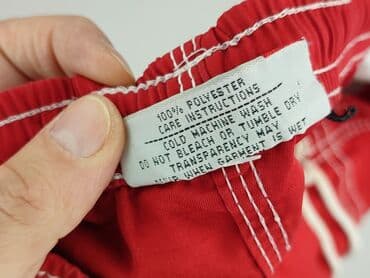 100% POLYESTER
CARE INSTRUCTIONS
COLD MACHINE WASH
DO NOT BLEACH OR TUMBLE DRY
TRANSPARENCY MAY
WHEN GARMENT IS WET